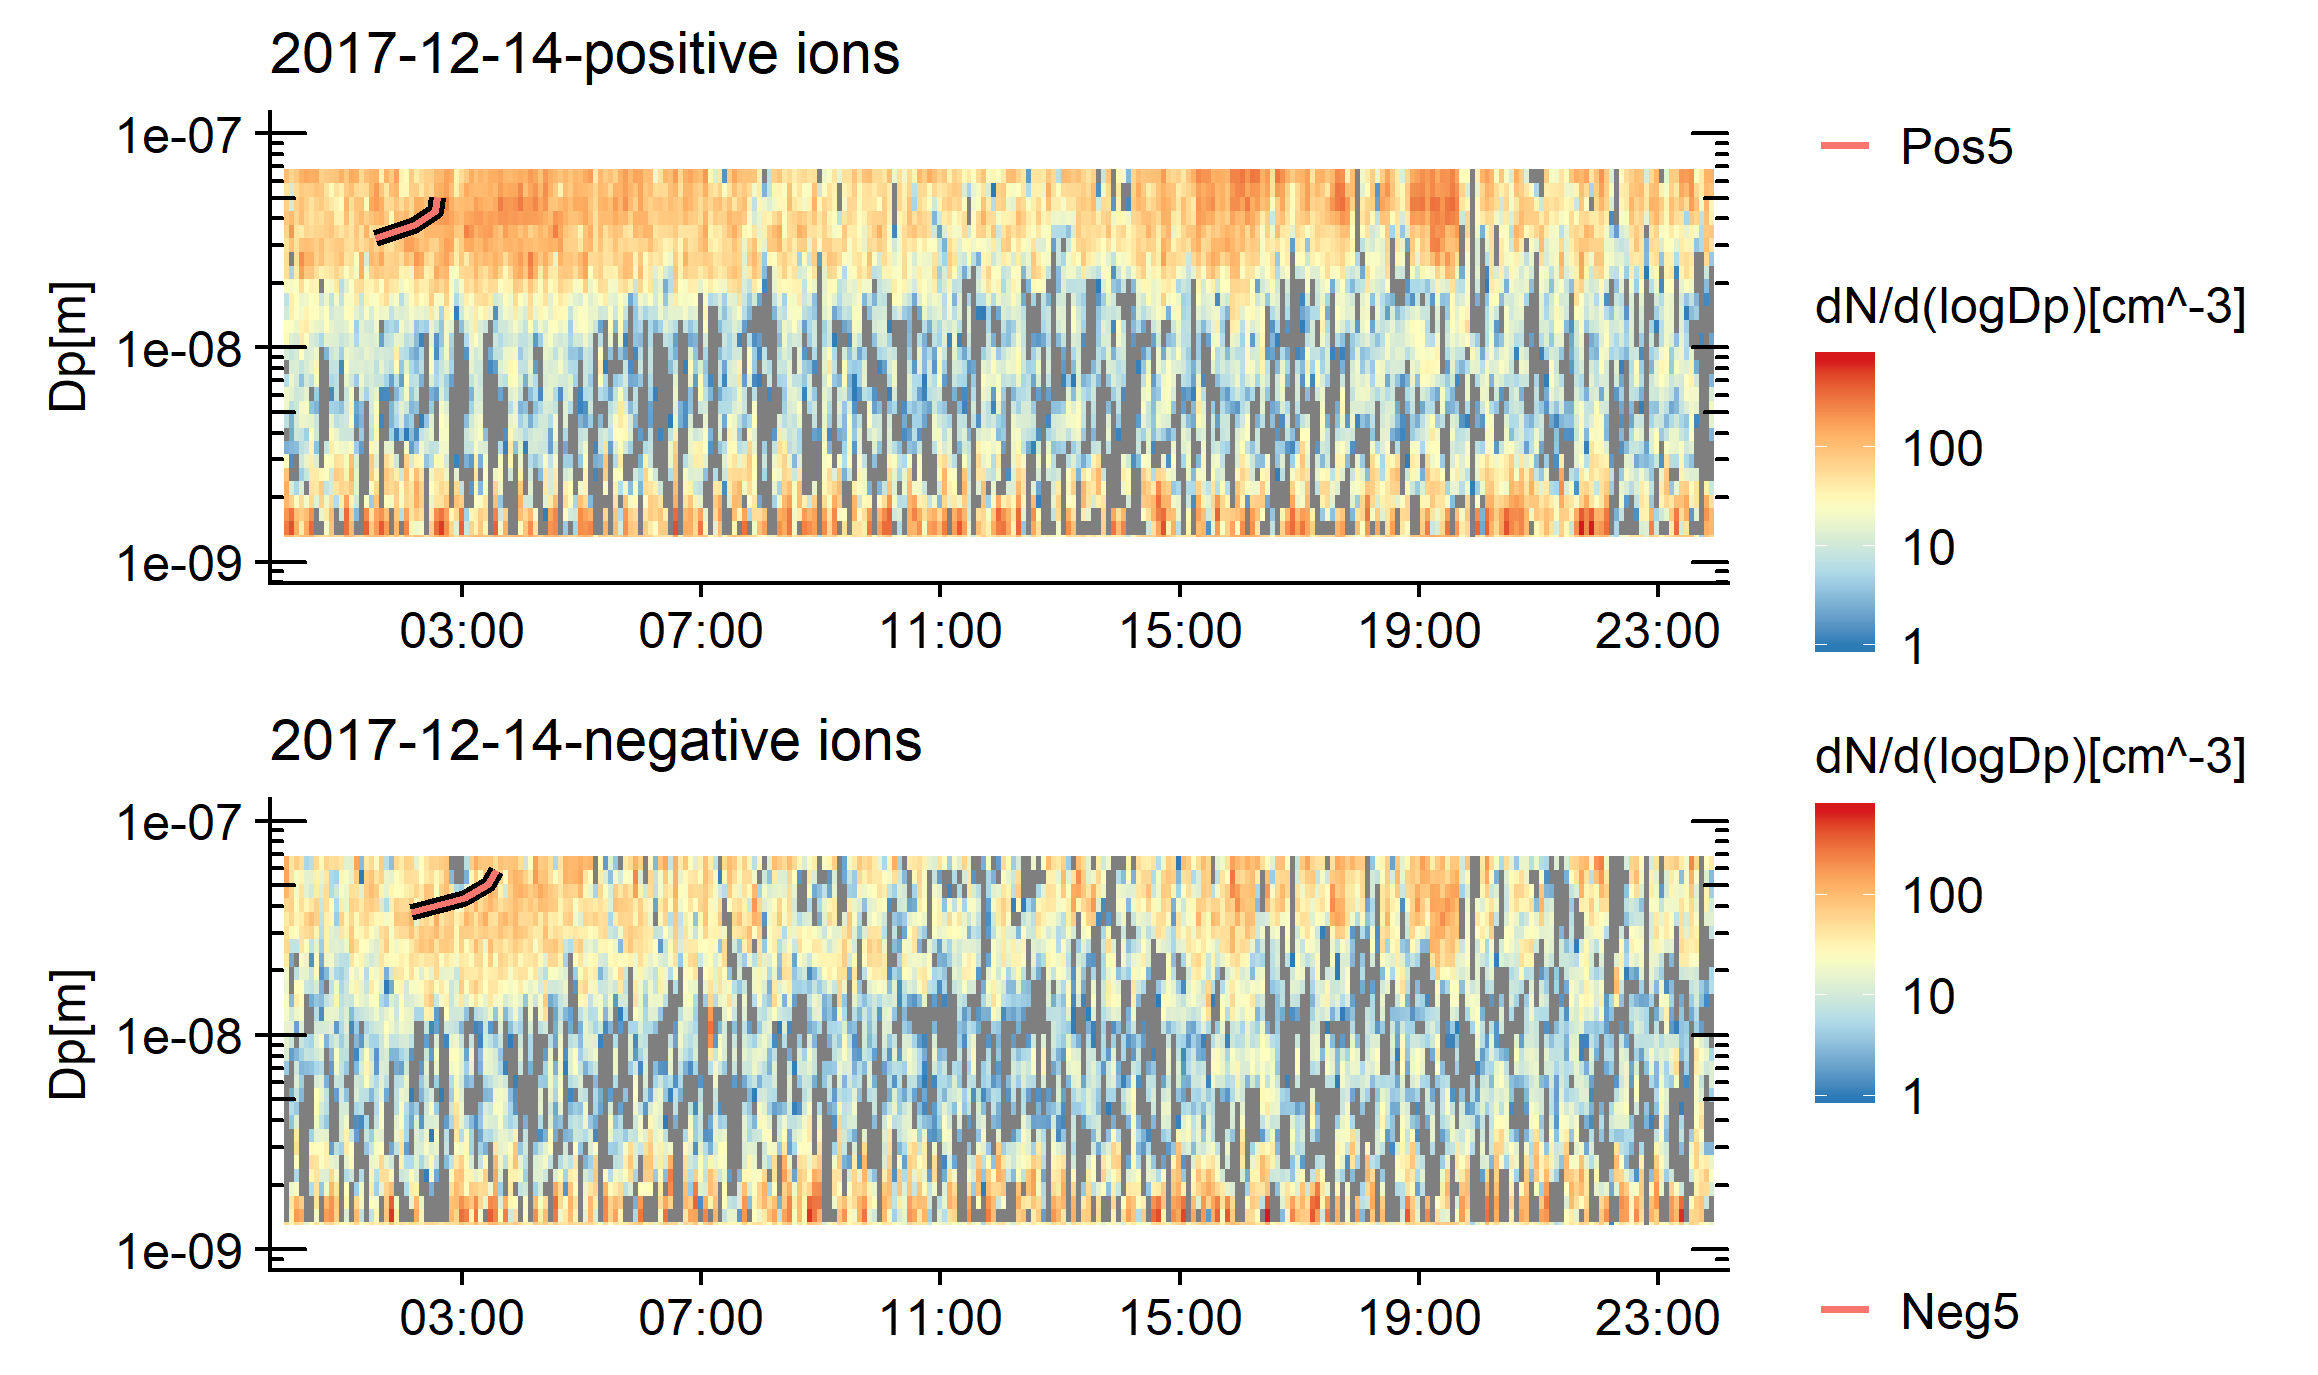 2017-12-14-positive ions
1e-07
1e-08
1e-09
Dp[m]
03:00 07:00 11:00 15:00 19:00 23:00
Pos5
dN/d(logDp)[cm^-3]
100
10
1
2017-12-14-negative ions
1e-07
1e-08
1e-09
Dp[m]
03:00 07:00 11:00 15:00 19:00 23:00
dN/d(logDp)[cm^-3]
100
10
1
Neg5